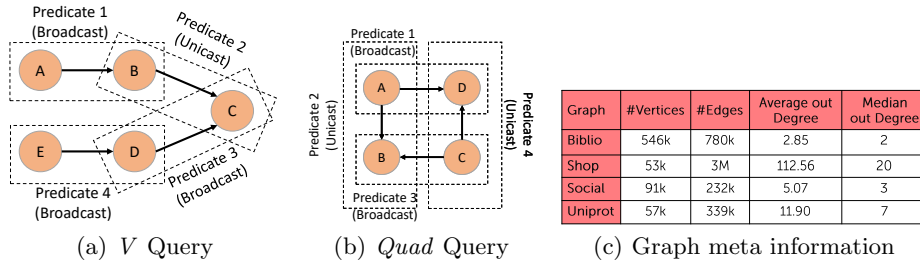 Predicate 1
(Broadcast)
Predicate 2
(Unicast)
A
B
C
E
D
Predicate 3
(Broadcast)
Predicate 4
(Broadcast)
(a) V Query
Predicate 1
(Broadcast)
Predicate 2
(Unicast)
A
D
B
C
Predicate 4
(Unicast)
Predicate 3
(Broadcast)
(b) Quad Query
Graph #Vertices #Edges Average out Degree Median out Degree
Biblio 546k 780k 2.85 2
Shop 53k 3M 112.56 20
Social 91k 232k 5.07 3
Uniprot 57k 339k 11.90 7
(c) Graph meta information